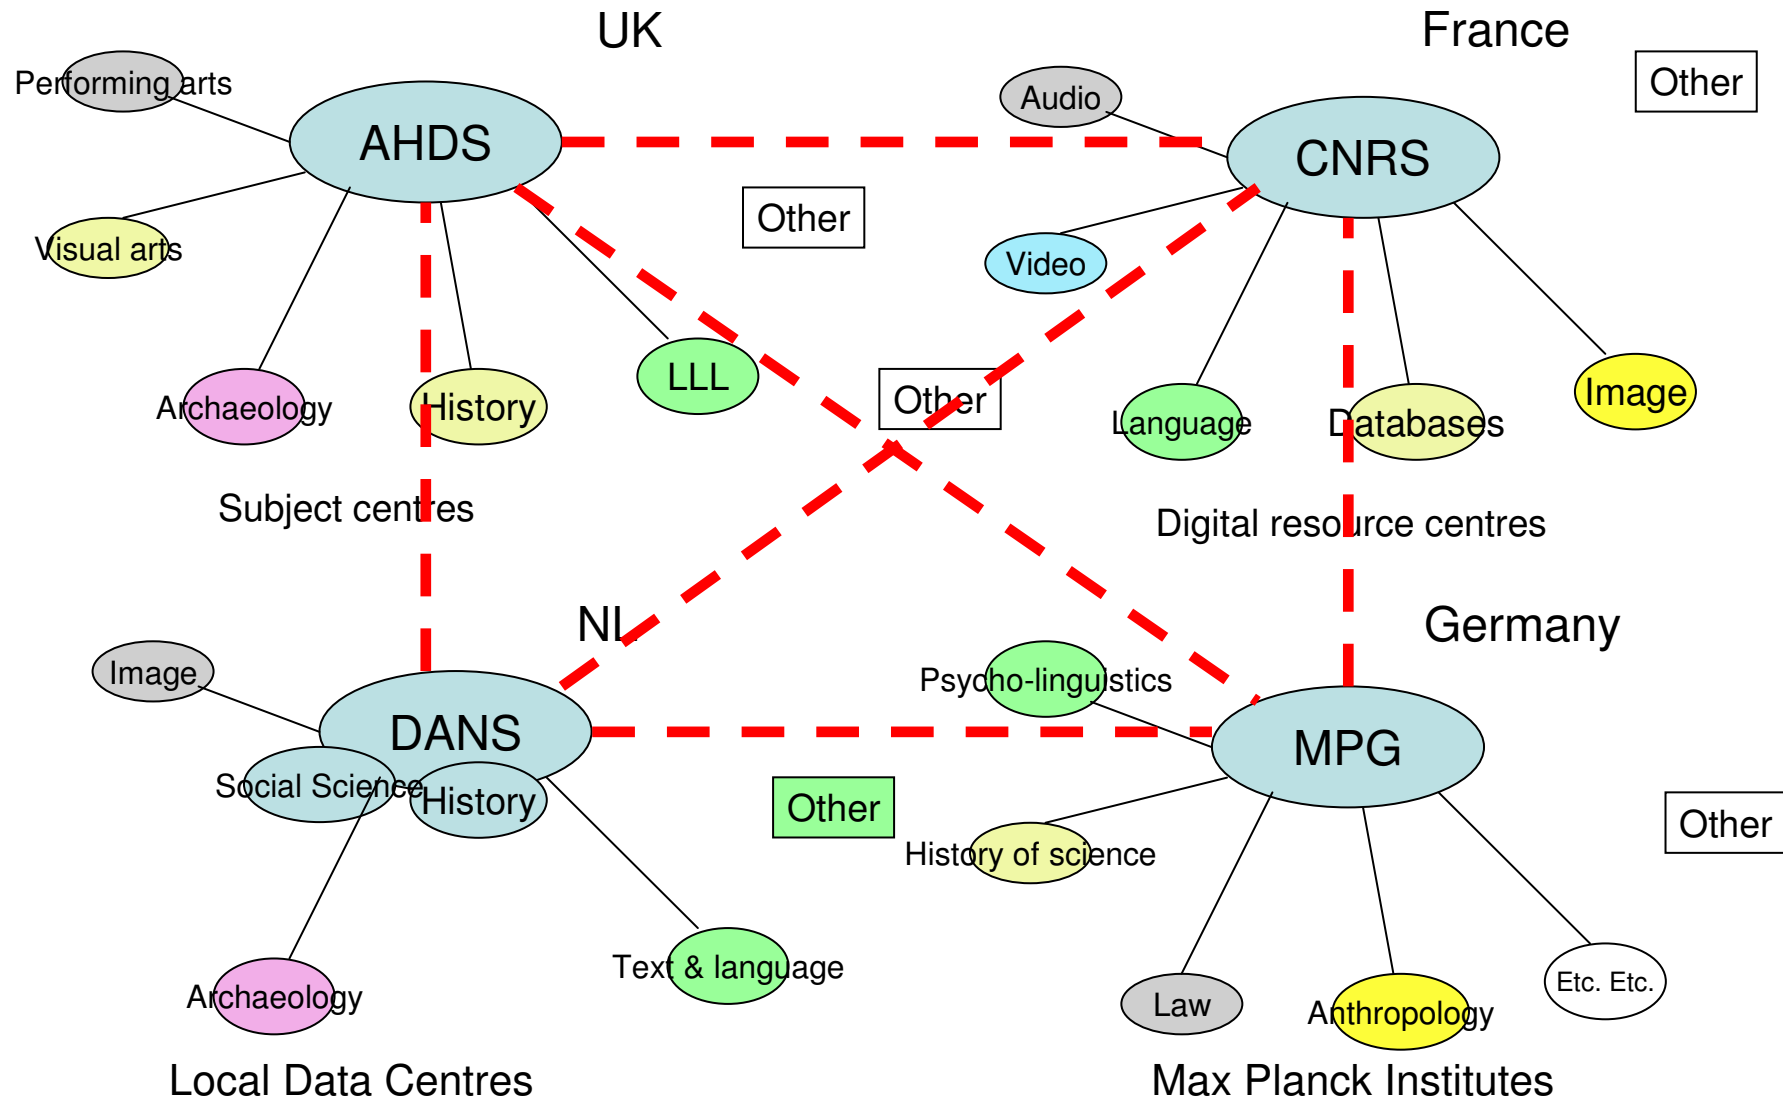 UK
France
Performing arts
AHDS
Audio
Other
CNRS
Other
Visual arts
Video
LLL
Archaeology
History
Other
Language
Databases
Image
Subject centres
Digital resource centres
NL
Germany
Image
Psycho-linguistics
DANS
MPG
Social Science
History
Other
Other
History of science
Text & language
Archaeology
Law
Anthropology
Etc. Etc.
Local Data Centres
Max Planck Institutes